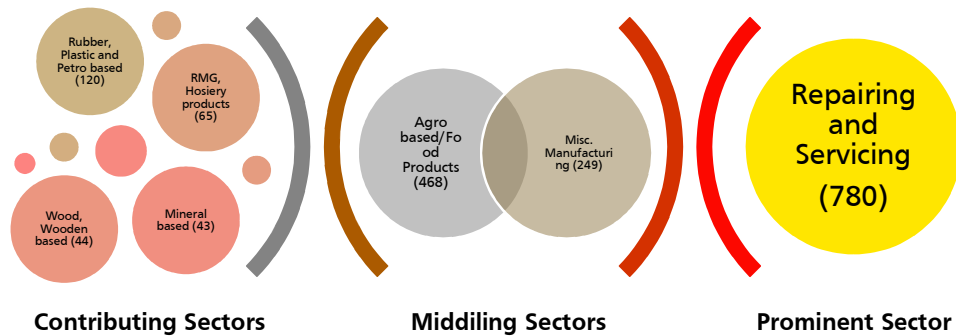 Rubber,
Plastic and
Petro based
(120)
RMG,
Hosiery
products
(65)
Wood,
Wooden
based (44)
Mineral
based (43)
Agro
based/Fo
od
Products
(468)
Misc.
Manufacturi
ng (249)
Repairing
and
Servicing
(780)
Contributing Sectors
Middiling Sectors
Prominent Sector